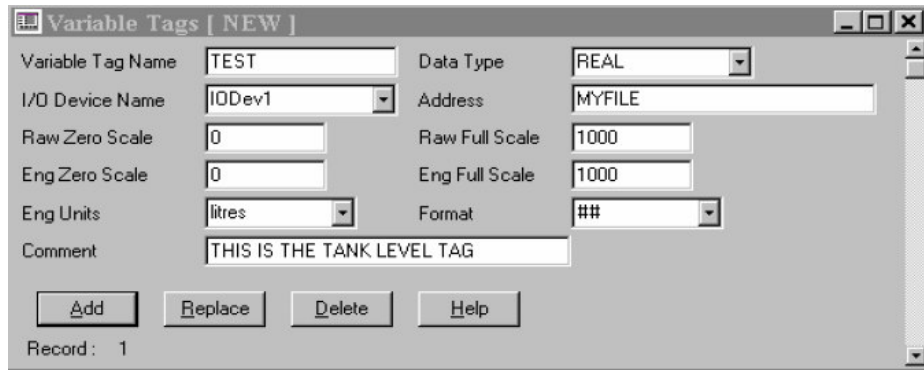 Variable Tags [ NEW ]
Variable Tag Name TEST Data Type REAL
I/O Device Name IODev1 Address MYFILE
Raw Zero Scale 0 Raw Full Scale 1000
Eng Zero Scale 0 Eng Full Scale 1000
Eng Units litres Format ##
Comment THIS IS THE TANK LEVEL TAG
Add Replace Delete Help
Record : 1